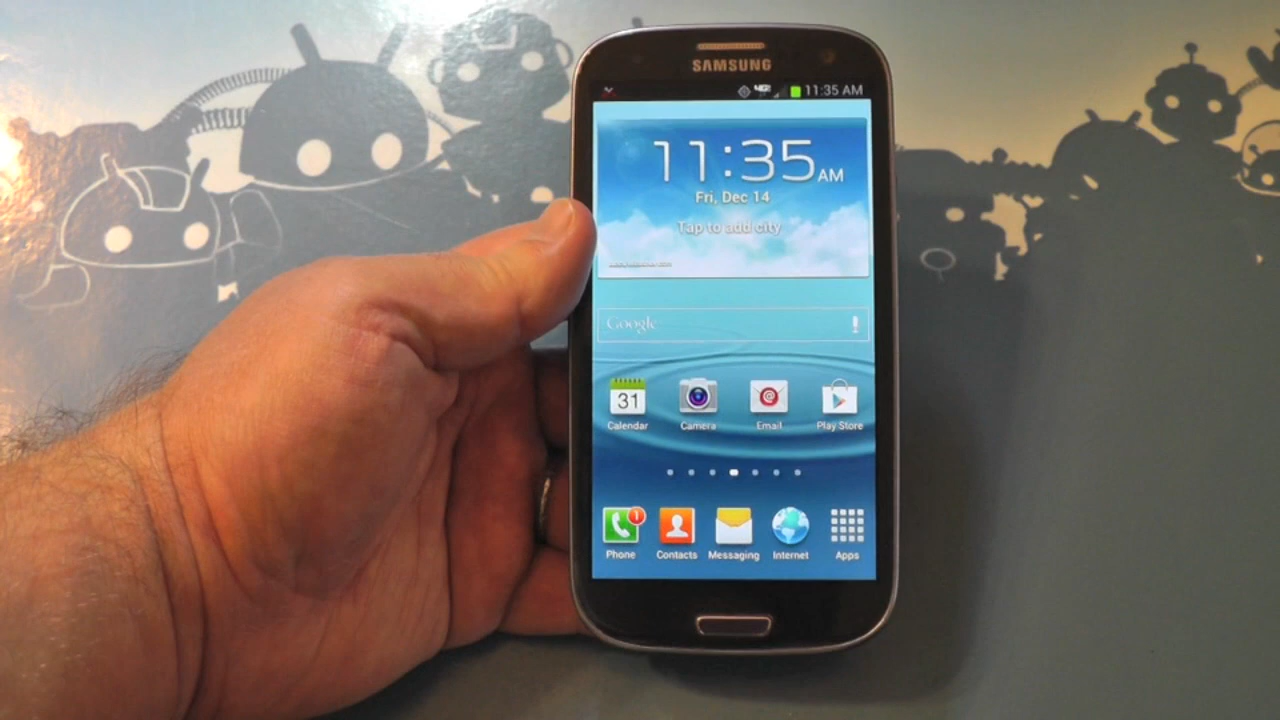 SAMSUNG
11:35 AM
11:35 AM
Fri, Dec 14
Tap to add city
Google
31
Calendar
Camera
@
Email
Play Store
1
Phone
Contacts
Messaging
Internet
Apps